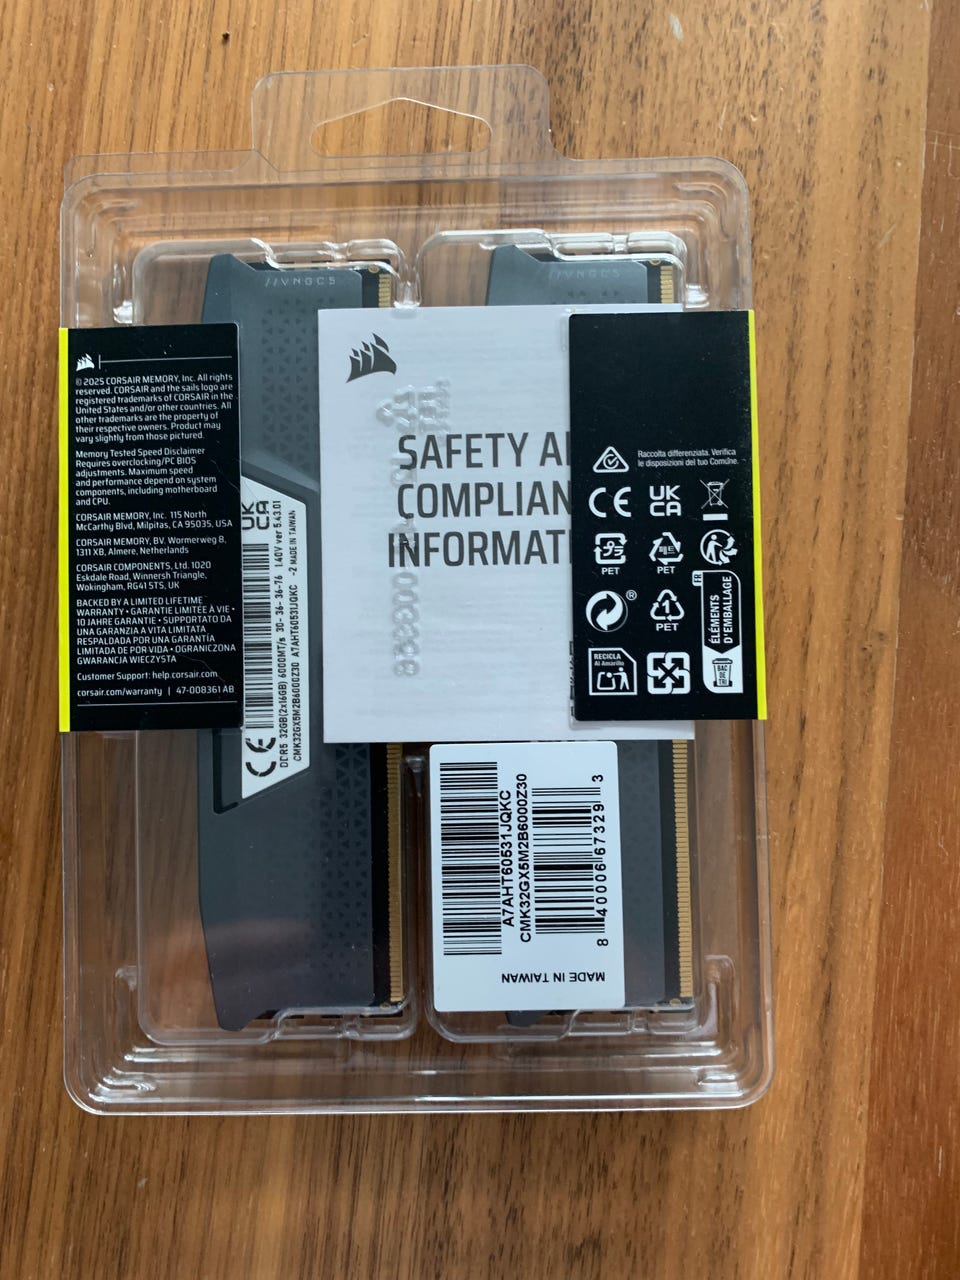 //VNGC5
//VNGC5
© 2025 CORSAIR MEMORY, Inc. All rights
reserved. CORSAIR and the sails logo are
registered trademarks of CORSAIR in the
United States and/or other countries. All
other trademarks are the property of
their respective owners. Product may
vary slightly from those pictured.
Memory Tested Speed Disclaimer
Requires overclocking/PC BIOS
adjustments. Maximum speed
and performance depend on system
components, including motherboard
and CPU.
CORSAIR MEMORY, Inc. 115 North
McCarthy Blvd, Milpitas, CA 95035, USA
CORSAIR MEMORY, BV. Wormerweg 8,
1311 XB, Almere, Netherlands
CORSAIR COMPONENTS, Ltd. 1020
Eskdale Road, Winnersh Triangle,
Wokingham, RG41 5TS, UK
BACKED BY A LIMITED LIFETIME
WARRANTY • GARANTIE LIMITÉE À VIE •
10 JAHRE GARANTIE • SUPPORTATO DA
UNA GARANZIA A VITA LIMITATA
RESPALDADA POR UNA GARANTÍA
LIMITADA DE POR VIDA • OGRANICZONA
GWARANCJA WIECZYSTA
Customer Support: help.corsair.com
corsair.com/warranty | 47-008361 AB
CE
UK
CA
DDR5 32GB(2x16GB) 6000MT/s 30-36-36-76 1.40V ver 5.43.01
CMK32GX5M2B6000Z30 A7AHT60531JQKC -2 MADE IN TAIWAN
SAFETY A
COMPLIAN
INFORMAT
Raccolta differenziata. Verifica
le disposizioni del tuo Comune.
CE
UK
CA
プラ
PET
페트
PET
®
1
PET
FR
ÉLÉMENTS
D'EMBALLAGE
BAC
DE
TRI
RECICLA
Al Amarillo
A7AHT60531JQKC
CMK32GX5M2B6000Z30
8 40006 67329 3
MADE IN TAIWAN